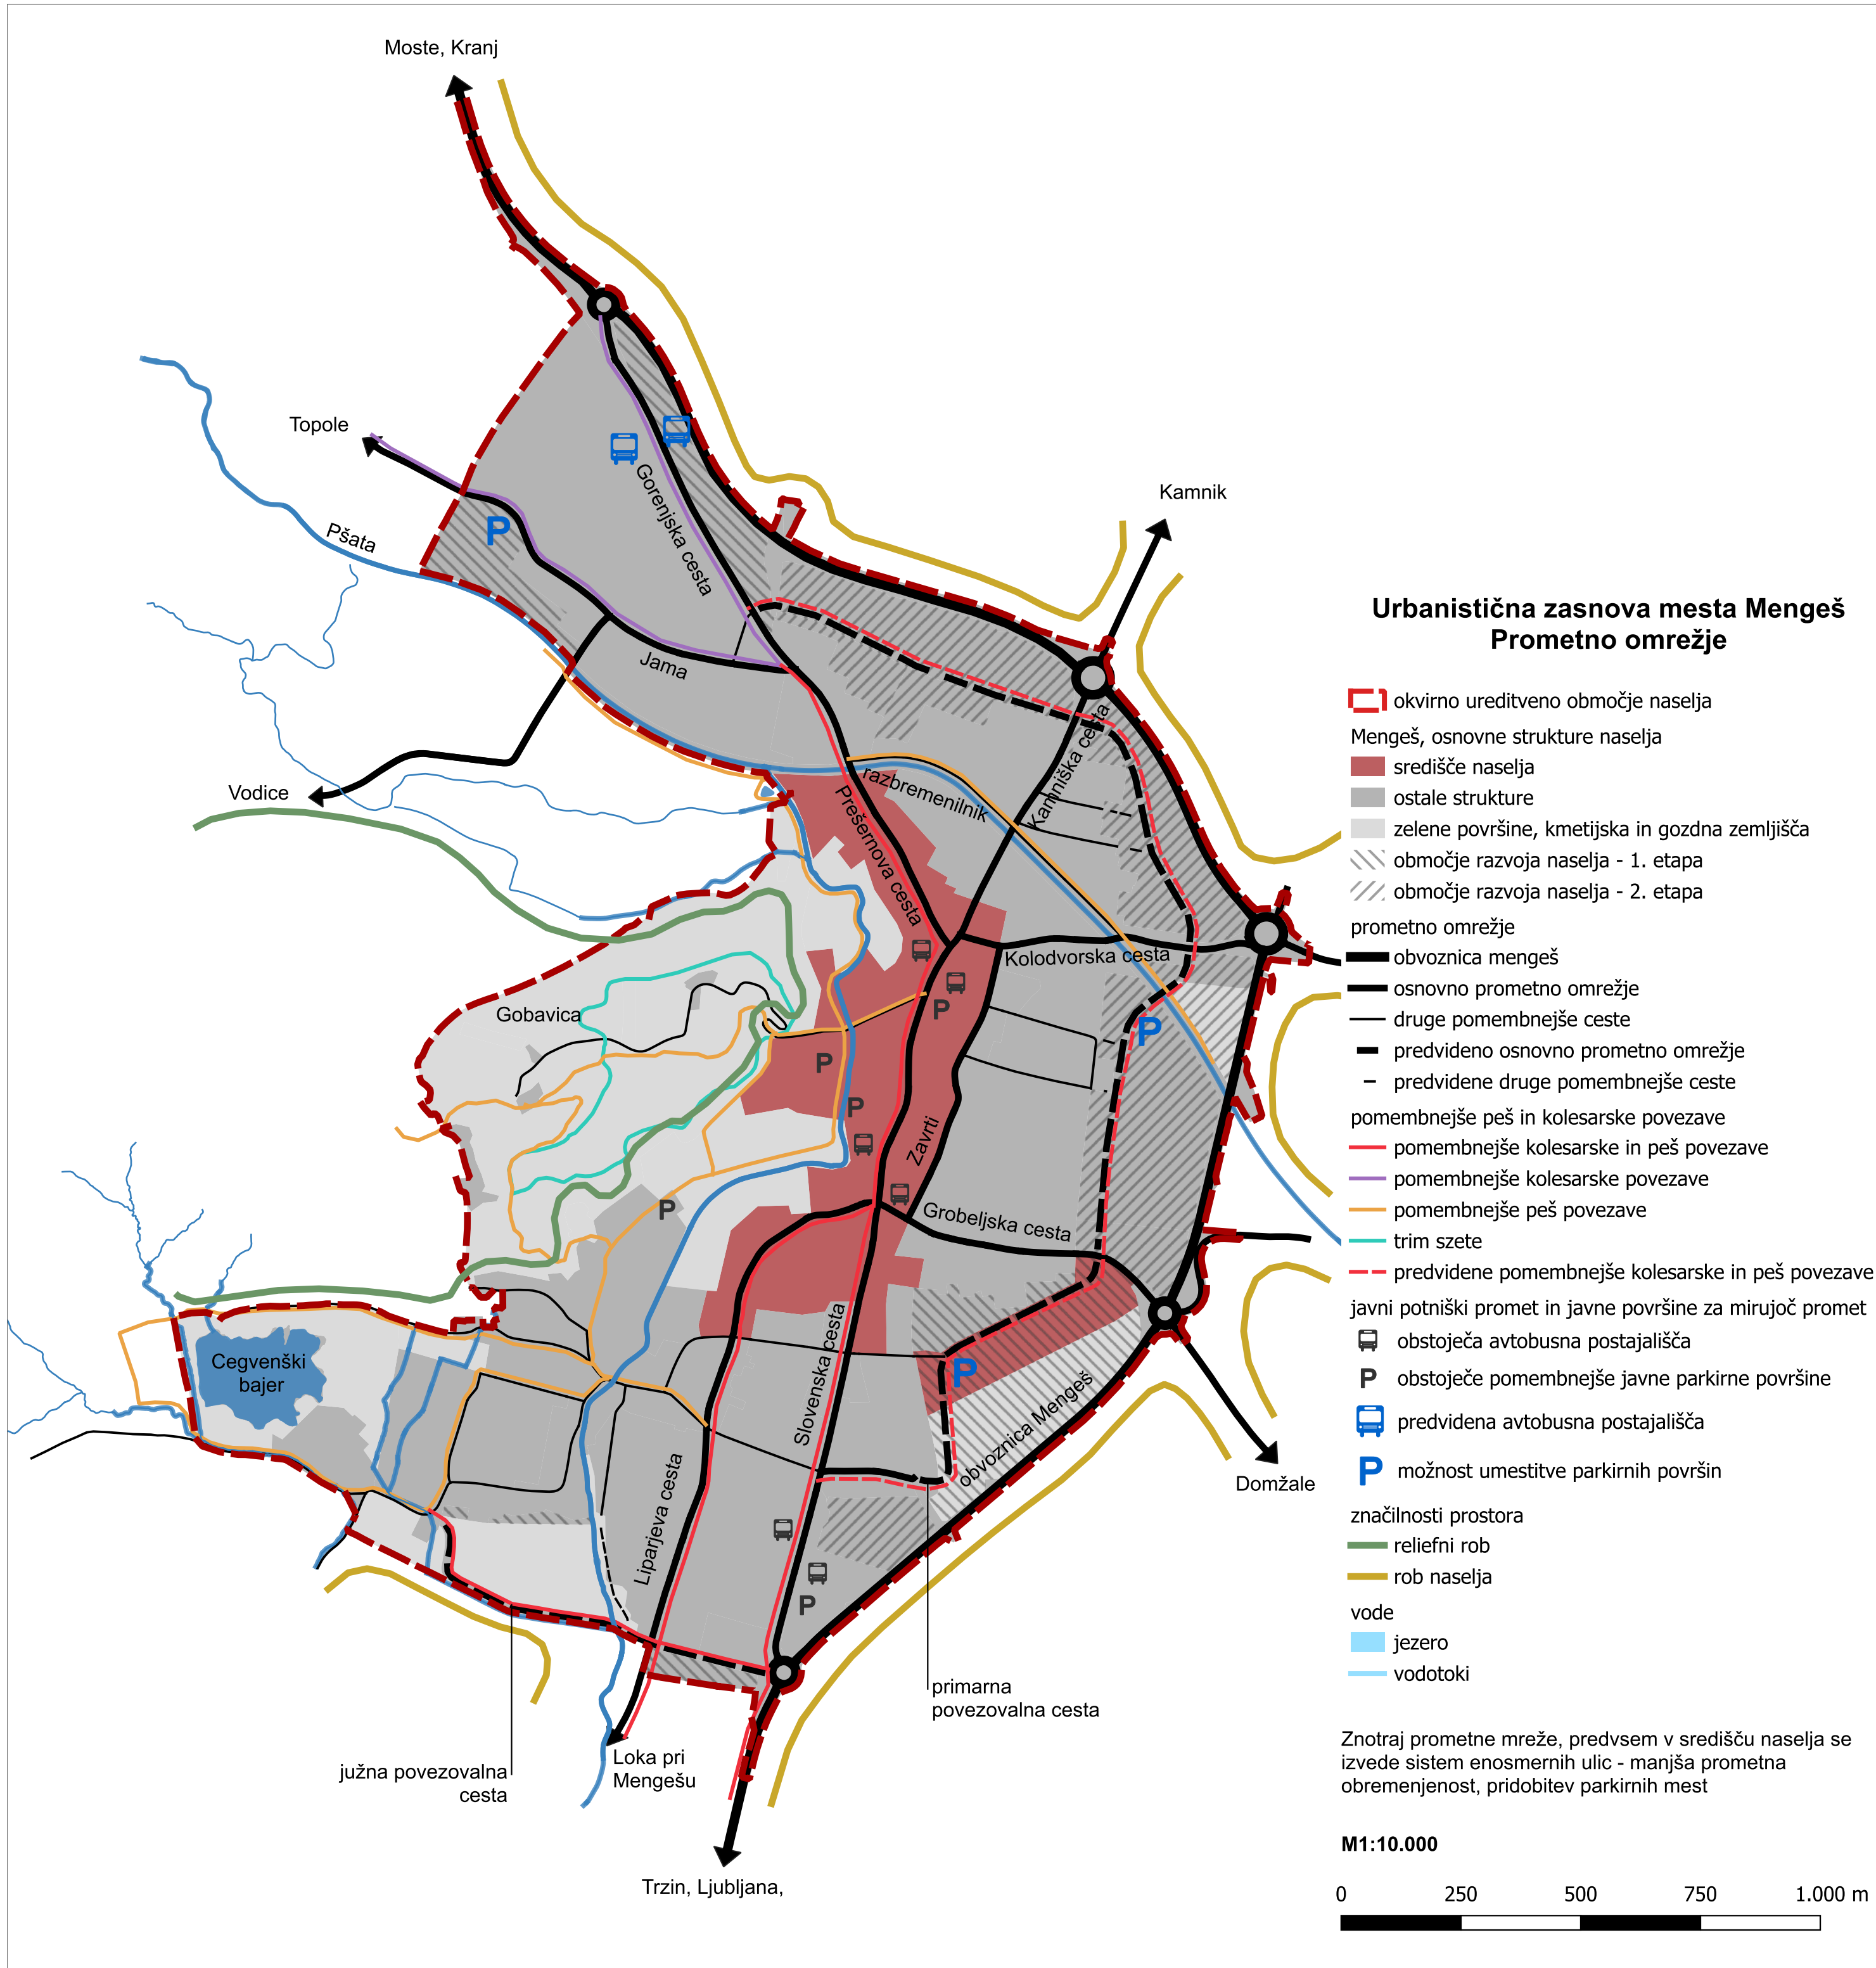 Moste, Kranj
Topole
Kamnik
Pšata
Gorenjska cesta
Jama
Vodice
razbremenilnik
Kamniška cesta
Prešernova cesta
Kolodvorska cesta
Gobavica
P
P
P
P
P
P
Zavrti
P
Grobeljska cesta
Cegvenški
bajer
Slovenska cesta
P
obvoznica Mengeš
Liparjeva cesta
Domžale
P
primarna
povezovalna cesta
južna povezovalna
cesta
Loka pri
Mengešu
Trzin, Ljubljana,
Urbanistična zasnova mesta Mengeš
Prometno omrežje
okvirno ureditveno območje naselja
Mengeš, osnovne strukture naselja
središče naselja
ostale strukture
zelene površine, kmetijska in gozdna zemljišča
območje razvoja naselja - 1. etapa
območje razvoja naselja - 2. etapa
prometno omrežje
obvoznica mengeš
osnovno prometno omrežje
druge pomembnejše ceste
predvideno osnovno prometno omrežje
predvidene druge pomembnejše ceste
pomembnejše peš in kolesarske povezave
pomembnejše kolesarske in peš povezave
pomembnejše kolesarske povezave
pomembnejše peš povezave
trim szete
predvidene pomembnejše kolesarske in peš povezave
javni potniški promet in javne površine za mirujoč promet
obstoječa avtobusna postajališča
P obstoječe pomembnejše javne parkirne površine
predvidena avtobusna postajališča
P možnost umestitve parkirnih površin
značilnosti prostora
reliefni rob
rob naselja
vode
jezero
vodotoki
Znotraj prometne mreže, predvsem v središču naselja se
izvede sistem enosmernih ulic - manjša prometna
obremenjenost, pridobitev parkirnih mest
M1:10.000
0 250 500 750 1.000 m